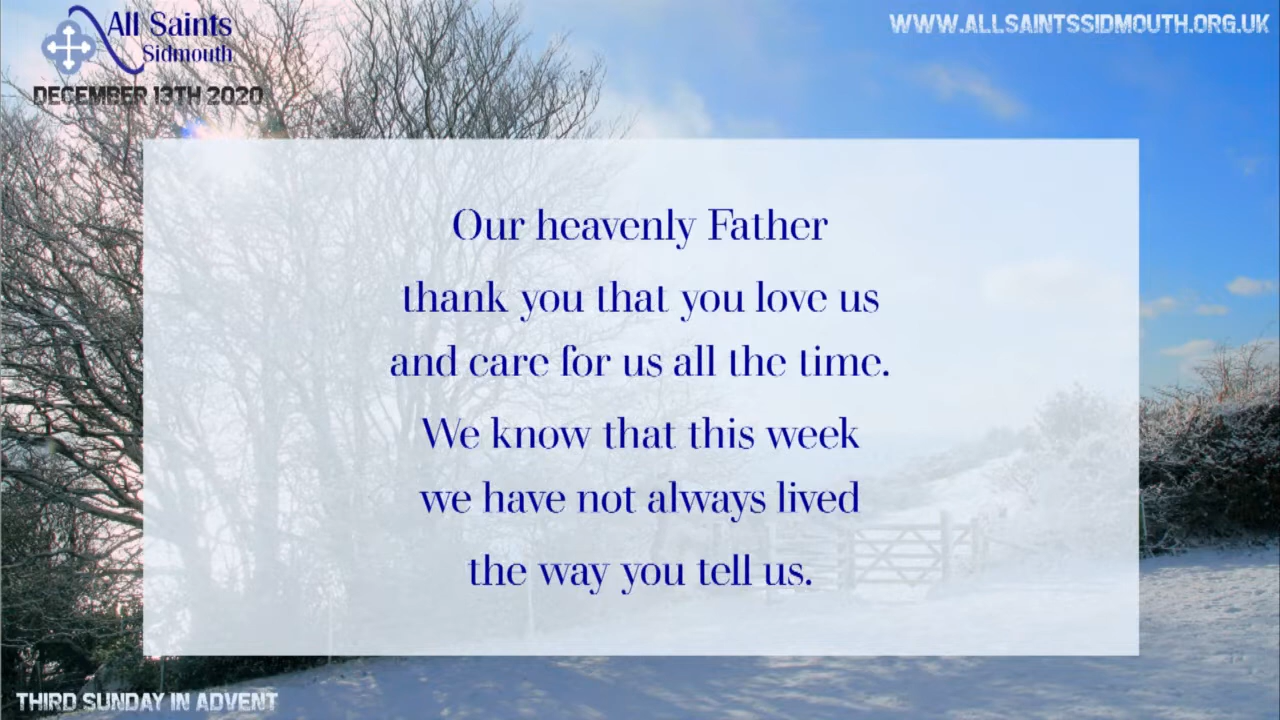 All Saints
Sidmouth
DECEMBER 13TH 2020
WWW.ALLSAINTSSIDMOUTH.ORG.UK
Our heavenly Father
thank you that you love us
and care for us all the time.
We know that this week
we have not always lived
the way you tell us.
THIRD SUNDAY IN ADVENT